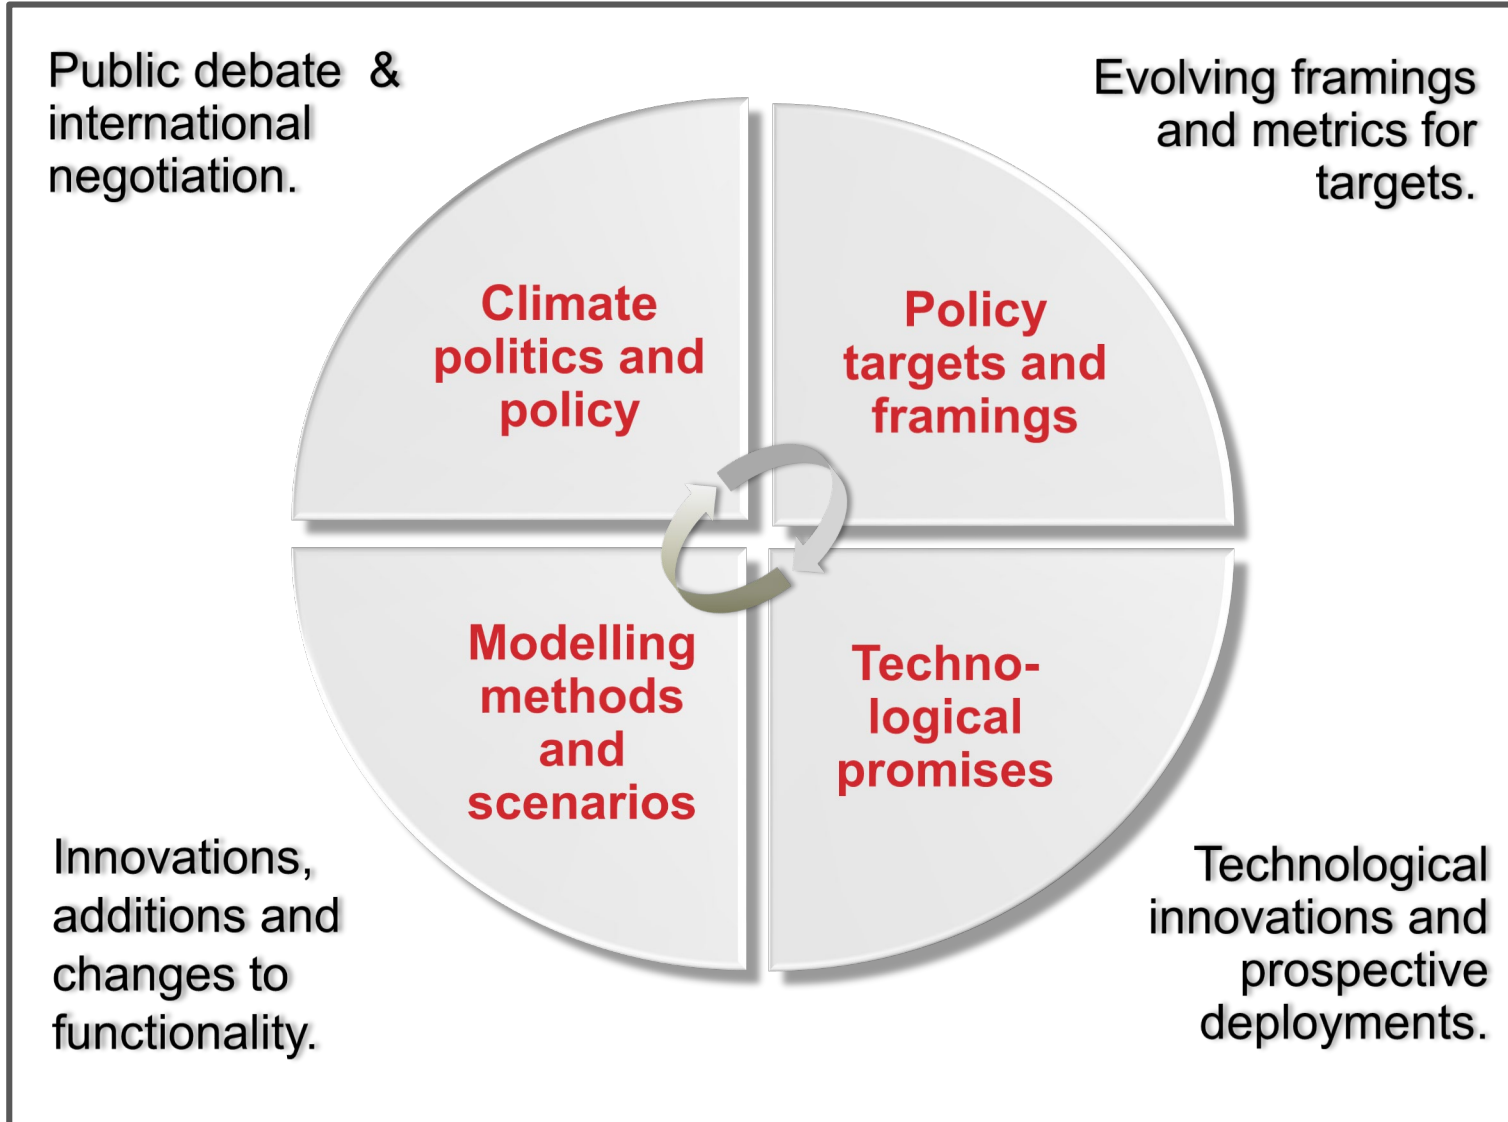 Public debate  &
international
negotiation.
Evolving framings
and metrics for
targets.
Climate
politics and
policy
Policy
targets and
framings
Modelling
methods
and
scenarios
Techno-
logical
promises
Innovations,
additions and
changes to
functionality.
Technological
innovations and
prospective
deployments.